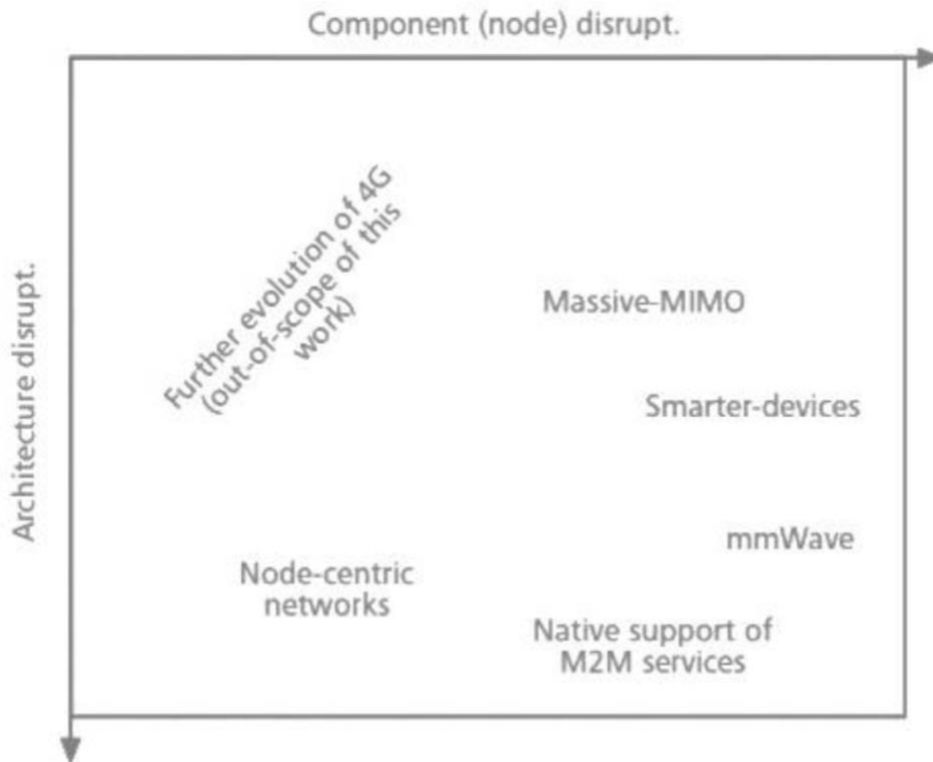 Component (node) disrupt.
Architecture disrupt.
Further evolution of 4G
(out-of-scope of this
work)
Massive-MIMO
Smarter-devices
mmWave
Node-centric
networks
Native support of
M2M services